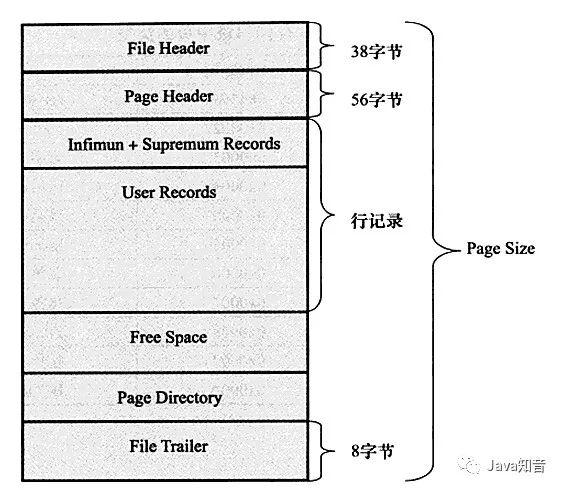 File Header
38字节
Page Header
56字节
Infimun + Supremum Records
User Records
行记录
Page Size
Free Space
Page Directory
File Trailer
8字节
Java知音